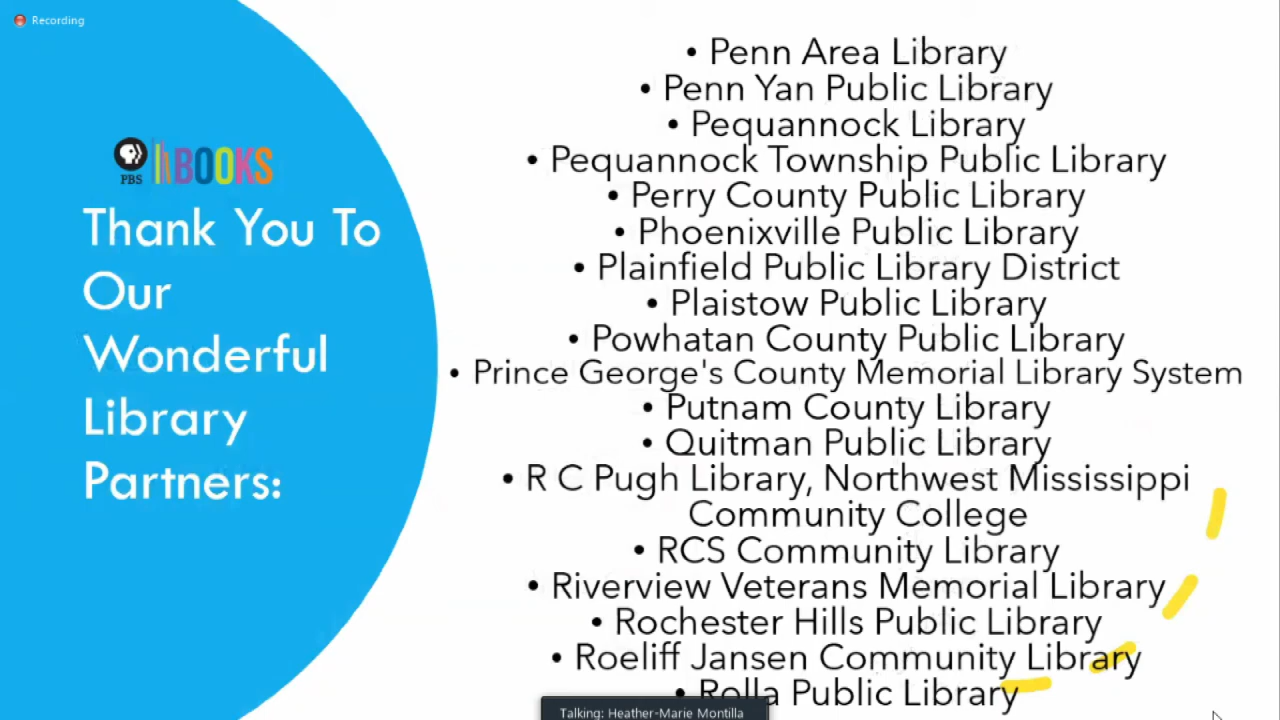 Recording
PBS
BOOKS
Thank You To
Our
Wonderful
Library
Partners:
• Penn Area Library
• Penn Yan Public Library
• Pequannock Library
• Pequannock Township Public Library
• Perry County Public Library
• Phoenixville Public Library
• Plainfield Public Library District
• Plaistow Public Library
• Powhatan County Public Library
• Prince George's County Memorial Library System
• Putnam County Library
• Quitman Public Library
• R C Pugh Library, Northwest Mississippi
Community College
• RCS Community Library
• Riverview Veterans Memorial Library
• Rochester Hills Public Library
• Roeliff Jansen Community Library
• Rolla Public Library
Talking: Heather-Marie Montilla